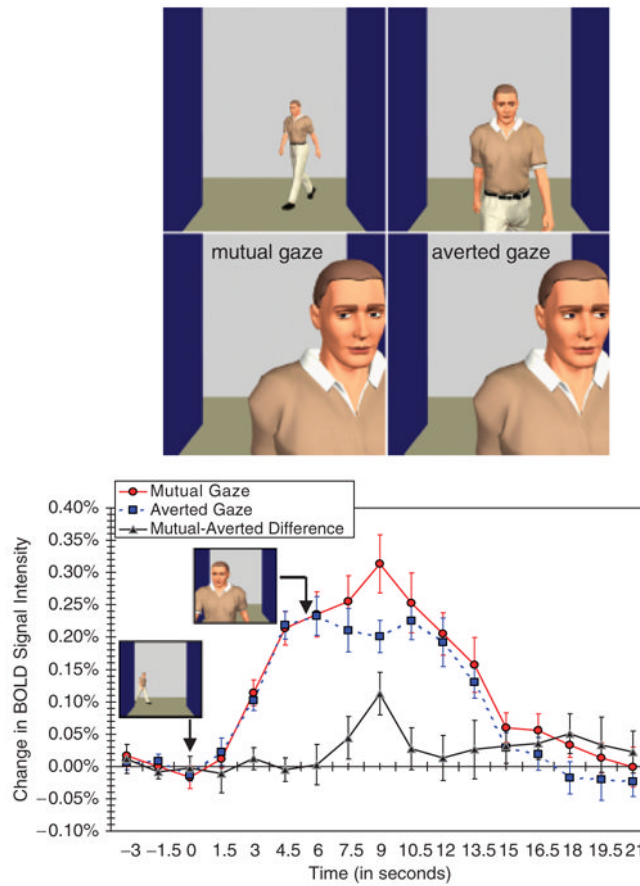 mutual gaze
averted gaze
Mutual Gaze
Averted Gaze
Mutual-Averted Difference
0.40%
0.35%
0.30%
0.25%
0.20%
0.15%
0.10%
0.05%
0.00%
−0.05%
−0.10%
Change in BOLD Signal Intensity
−3 −1.5 0 1.5 3 4.5 6 7.5 9 10.5 12 13.5 15 16.5 18 19.5 21
Time (in seconds)